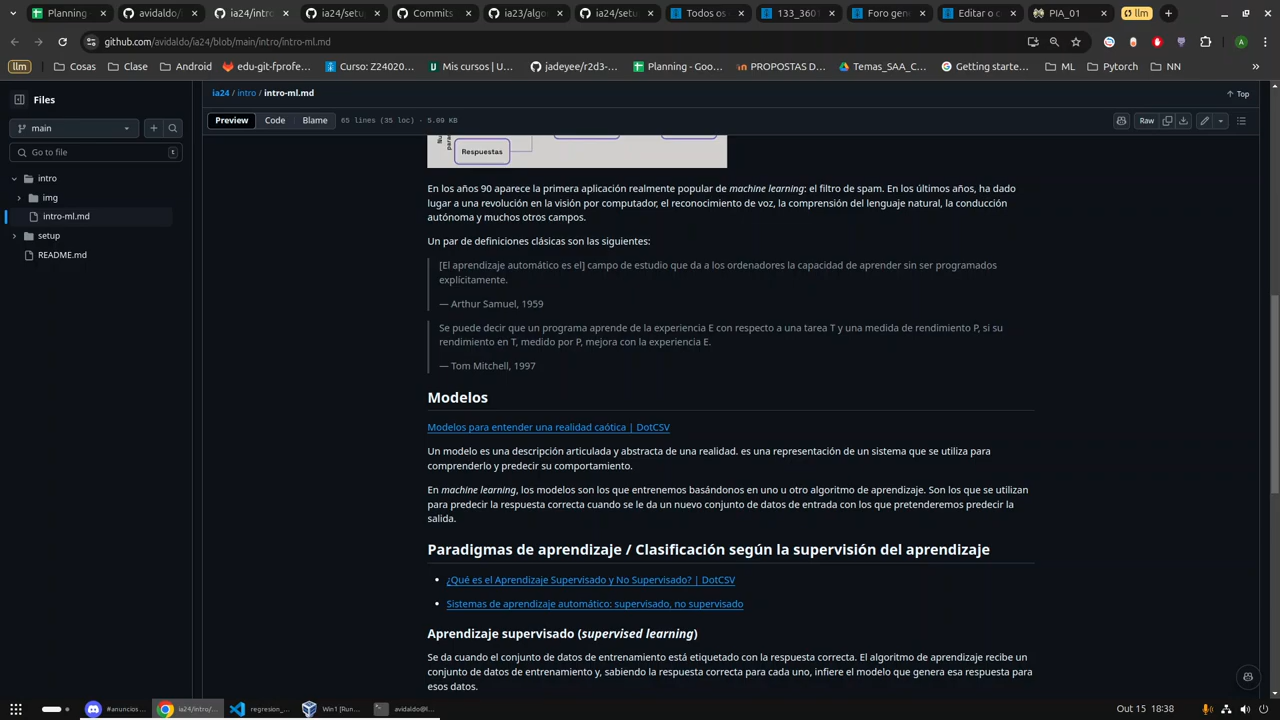 Planning
avidaldo/
ia24/intro
ia24/setu
Commits
ia23/algo
ia24/setu
Todos os
133_3601
Foro gen
Editar o c
PIA_01
llm
github.com/avidaldo/ia24/blob/main/intro/intro-ml.md
A
llm
Cosas
Clase
Android
edu-git-fprofe...
Curso: Z24020...
Mis cursos | U...
jadeyee/r2d3-...
Planning - Goo...
PROPOSTAS D...
Temas_SAA_C...
Getting starte...
ML
Pytorch
NN
Files
ia24 / intro / intro-ml.md
Top
main
Preview
Code
Blame
65 lines (35 loc) · 5.09 KB
Raw
Go to file
t
intro
img
intro-ml.md
setup
README.md
Nu
para
Respuestas
En los años 90 aparece la primera aplicación realmente popular de machine learning: el filtro de spam. En los últimos años, ha dado
lugar a una revolución en la visión por computador, el reconocimiento de voz, la comprensión del lenguaje natural, la conducción
autónoma y muchos otros campos.
Un par de definiciones clásicas son las siguientes:
[El aprendizaje automático es el] campo de estudio que da a los ordenadores la capacidad de aprender sin ser programados
explícitamente.
— Arthur Samuel, 1959
Se puede decir que un programa aprende de la experiencia E con respecto a una tarea T y una medida de rendimiento P, si su
rendimiento en T, medido por P, mejora con la experiencia E.
— Tom Mitchell, 1997
Modelos
Modelos para entender una realidad caótica | DotCSV
Un modelo es una descripción articulada y abstracta de una realidad. es una representación de un sistema que se utiliza para
comprenderlo y predecir su comportamiento.
En machine learning, los modelos son los que entrenemos basándonos en uno u otro algoritmo de aprendizaje. Son los que se utilizan
para predecir la respuesta correcta cuando se le da un nuevo conjunto de datos de entrada con los que pretenderemos predecir la
salida.
Paradigmas de aprendizaje / Clasificación según la supervisión del aprendizaje
• ¿Qué es el Aprendizaje Supervisado y No Supervisado? | DotCSV
• Sistemas de aprendizaje automático: supervisado, no supervisado
Aprendizaje supervisado (supervised learning)
Se da cuando el conjunto de datos de entrenamiento está etiquetado con la respuesta correcta. El algoritmo de aprendizaje recibe un
conjunto de datos de entrenamiento y, sabiendo la respuesta correcta para cada uno, infiere el modelo que genera esa respuesta para
esos datos.
#anuncios...
ia24/intro/...
regresion_...
Win1 [Run...
avidaldo@l...
Out 15 18:38